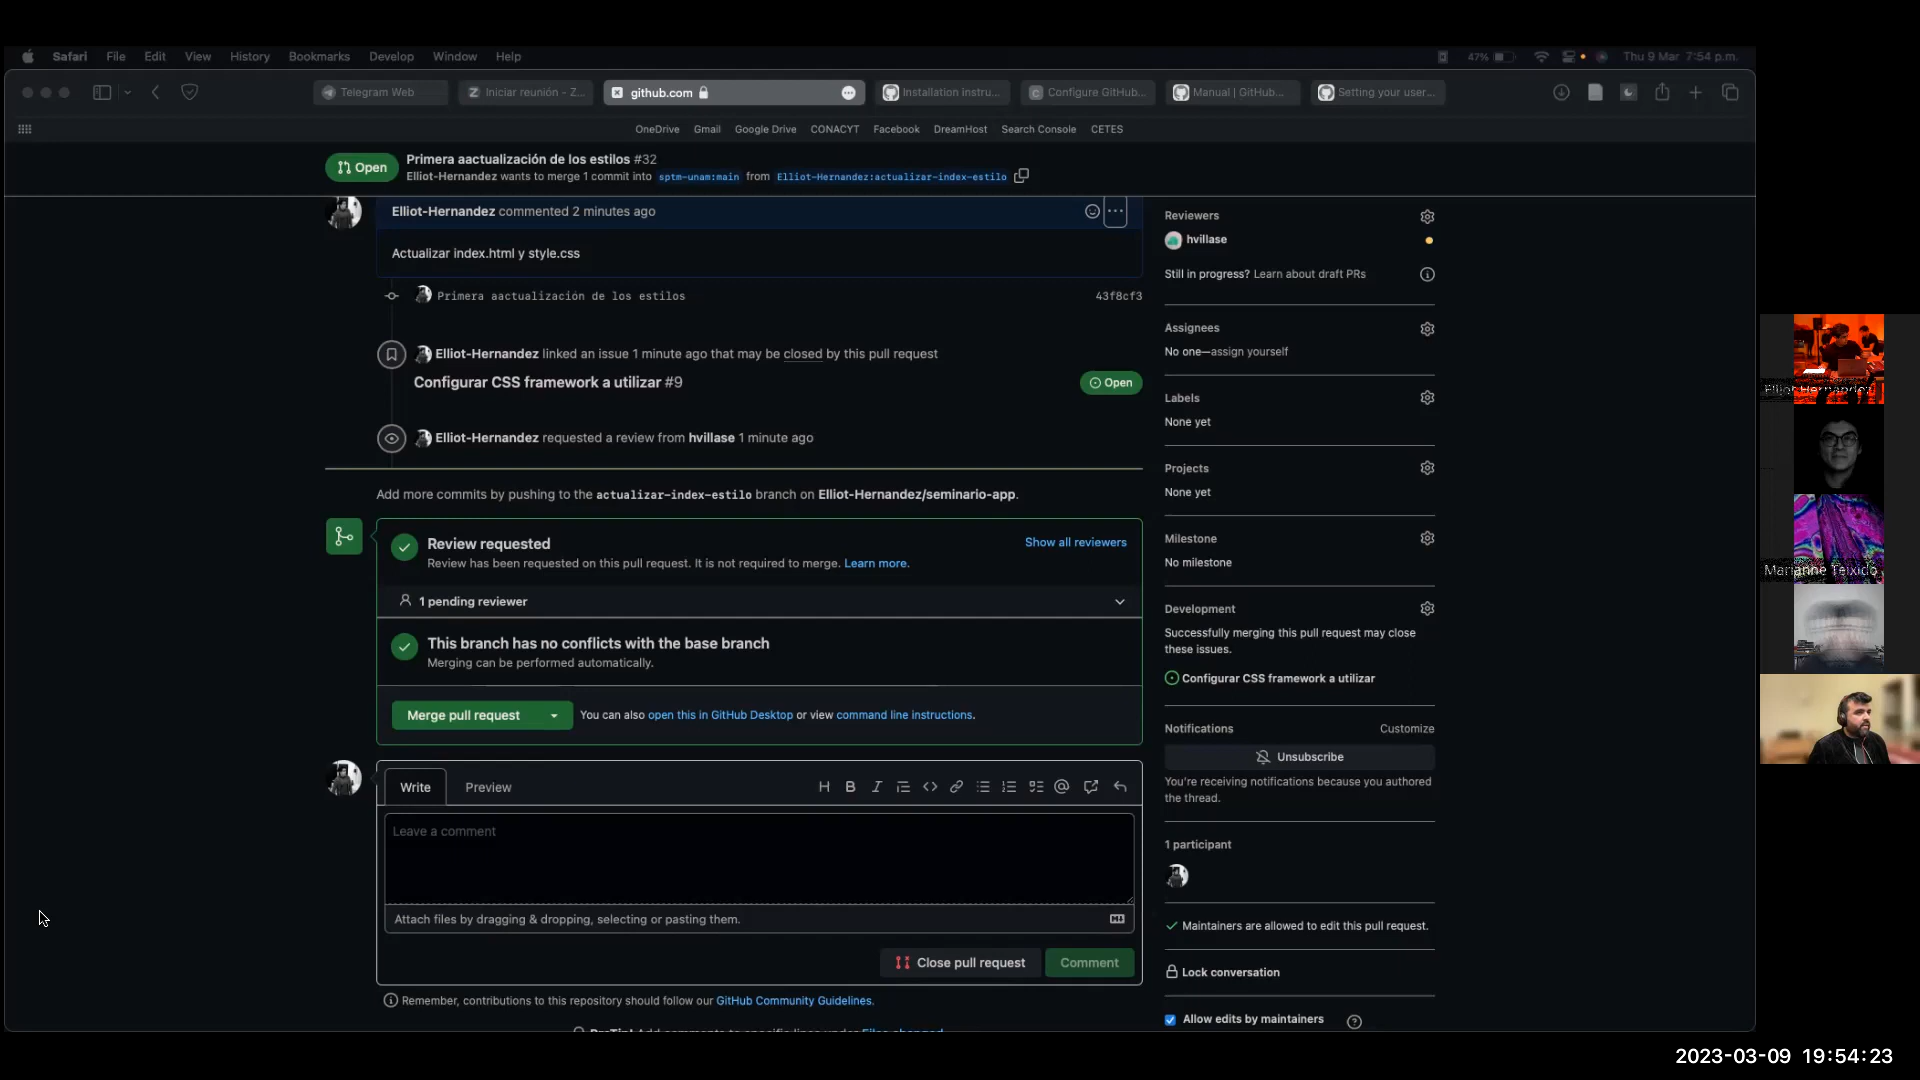 Safari File Edit View History Bookmarks Develop Window Help 47% Thu 9 Mar 7:54 p.m.
Telegram Web Iniciar reunión - Z... github.com Installation instru... Configure GitHub... Manual | GitHub... Setting your user...
OneDrive Gmail Google Drive CONACYT Facebook DreamHost Search Console CETES
Open
Primera aactualización de los estilos #32
Elliot-Hernandez wants to merge 1 commit into sptm-unam:main from Elliot-Hernandez:actualizar-index-estilo
Elliot-Hernandez commented 2 minutes ago
Actualizar index.html y style.css
Primera aactualización de los estilos 43f8cf3
Elliot-Hernandez linked an issue 1 minute ago that may be closed by this pull request
Configurar CSS framework a utilizar #9 Open
Elliot-Hernandez requested a review from hvillase 1 minute ago
Add more commits by pushing to the actualizar-index-estilo branch on Elliot-Hernandez/seminario-app.
Review requested Show all reviewers
Review has been requested on this pull request. It is not required to merge. Learn more.
1 pending reviewer
This branch has no conflicts with the base branch
Merging can be performed automatically.
Merge pull request You can also open this in GitHub Desktop or view command line instructions.
Write Preview
Leave a comment
Attach files by dragging & dropping, selecting or pasting them.
Close pull request Comment
Remember, contributions to this repository should follow our GitHub Community Guidelines.
Reviewers
hvillase
Still in progress? Learn about draft PRs
Assignees
No one—assign yourself
Labels
None yet
Projects
None yet
Milestone
No milestone
Development
Successfully merging this pull request may close
these issues.
Configurar CSS framework a utilizar
Notifications Customize
Unsubscribe
You're receiving notifications because you authored
the thread.
1 participant
Maintainers are allowed to edit this pull request.
Lock conversation
Allow edits by maintainers
Elliot Hernandez
Marianne Teixido
2023-03-09 19:54:23